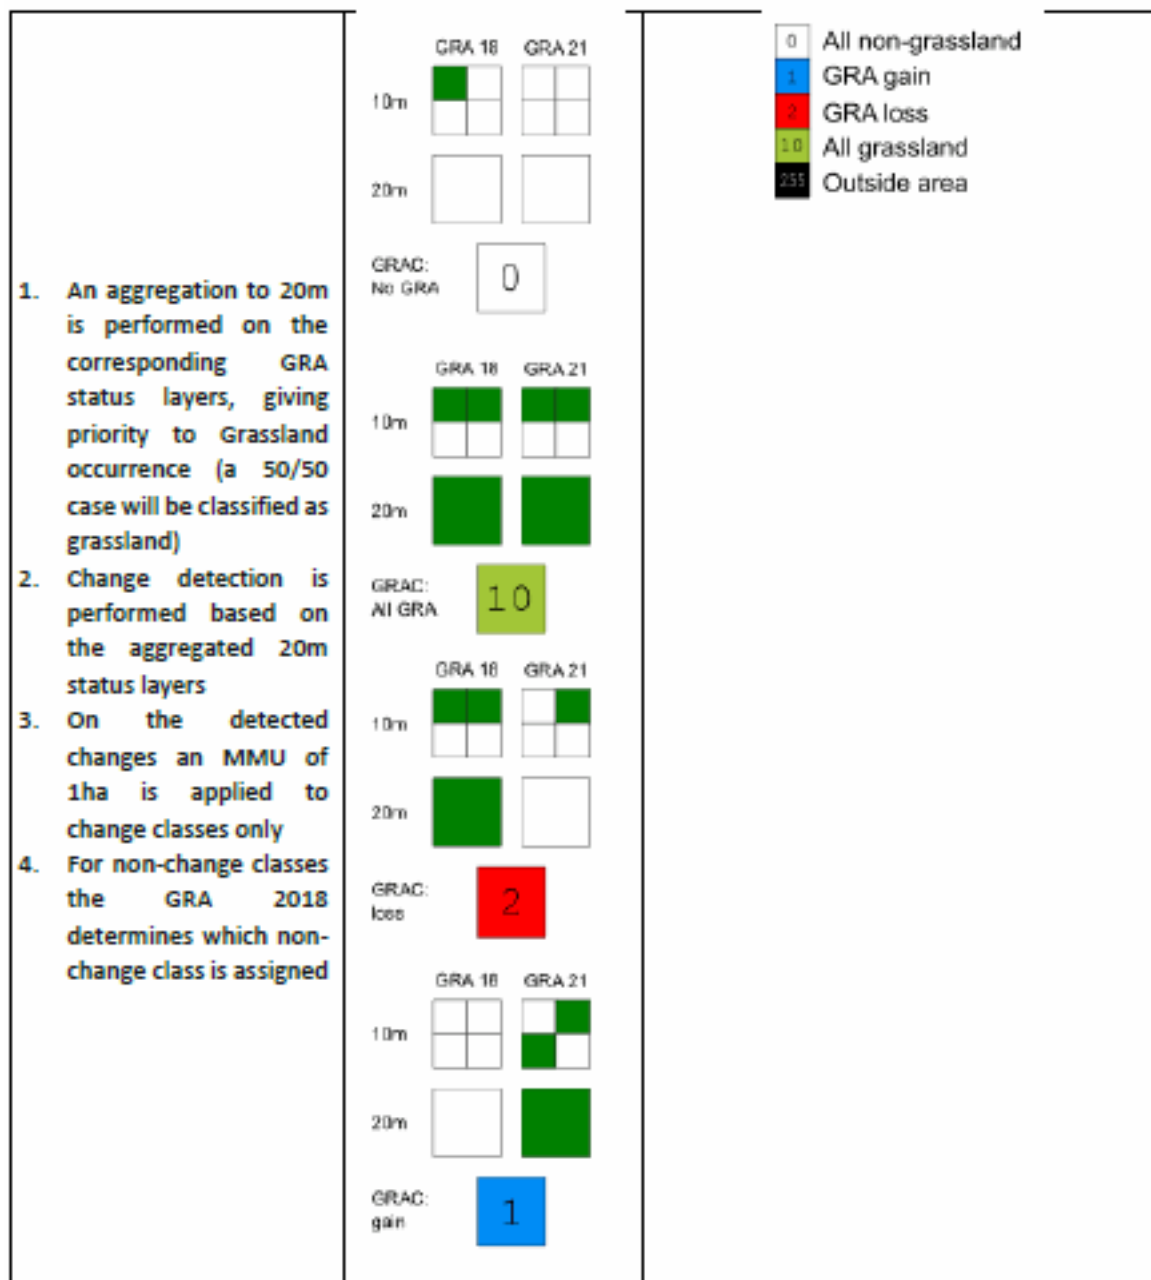 1. An aggregation to 20m
is performed on the
corresponding GRA
status layers, giving
priority to Grassland
occurrence (a 50/50
case will be classified as
grassland)
2. Change detection is
performed based on
the aggregated 20m
status layers
3. On the detected
changes an MMU of
1ha is applied to
change classes only
4. For non-change classes
the GRA 2018
determines which non-
change class is assigned
GRA 18 GRA 21
10m
20m
GRAC:
No GRA
0
GRA 18 GRA 21
10m
20m
GRAC:
All GRA
10
GRA 18 GRA 21
10m
20m
GRAC:
loss
2
GRA 18 GRA 21
10m
20m
GRAC:
gain
1
0 All non-grassland
1 GRA gain
2 GRA loss
10 All grassland
255 Outside area